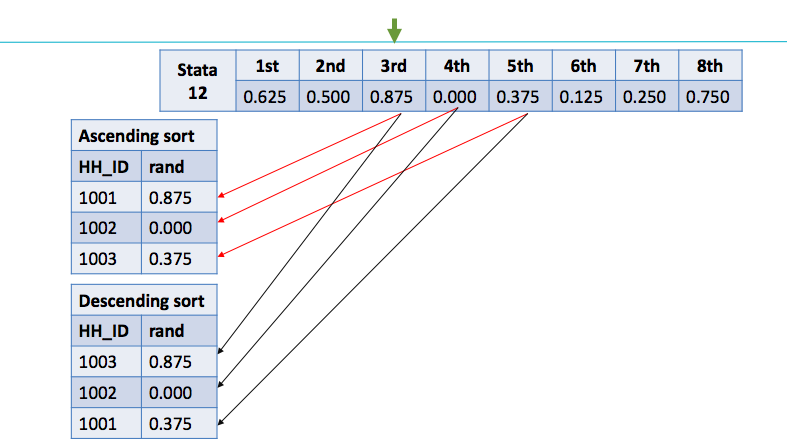 Stata 12 1st 2nd 3rd 4th 5th 6th 7th 8th
0.625 0.500 0.875 0.000 0.375 0.125 0.250 0.750
Ascending sort
HH_ID rand
1001 0.875
1002 0.000
1003 0.375
Descending sort
HH_ID rand
1003 0.875
1002 0.000
1001 0.375